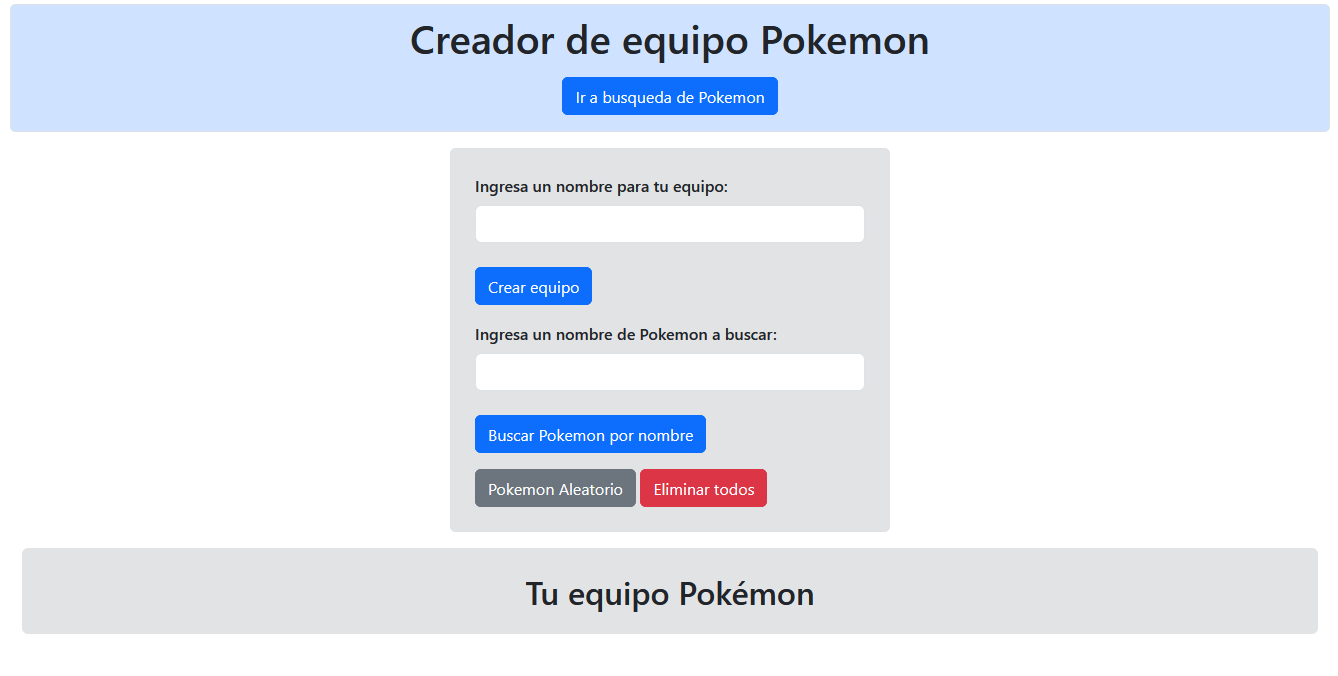 Creador de equipo Pokemon
Ir a busqueda de Pokemon
Ingresa un nombre para tu equipo:
Crear equipo
Ingresa un nombre de Pokemon a buscar:
Buscar Pokemon por nombre
Pokemon Aleatorio Eliminar todos
Tu equipo Pokémon